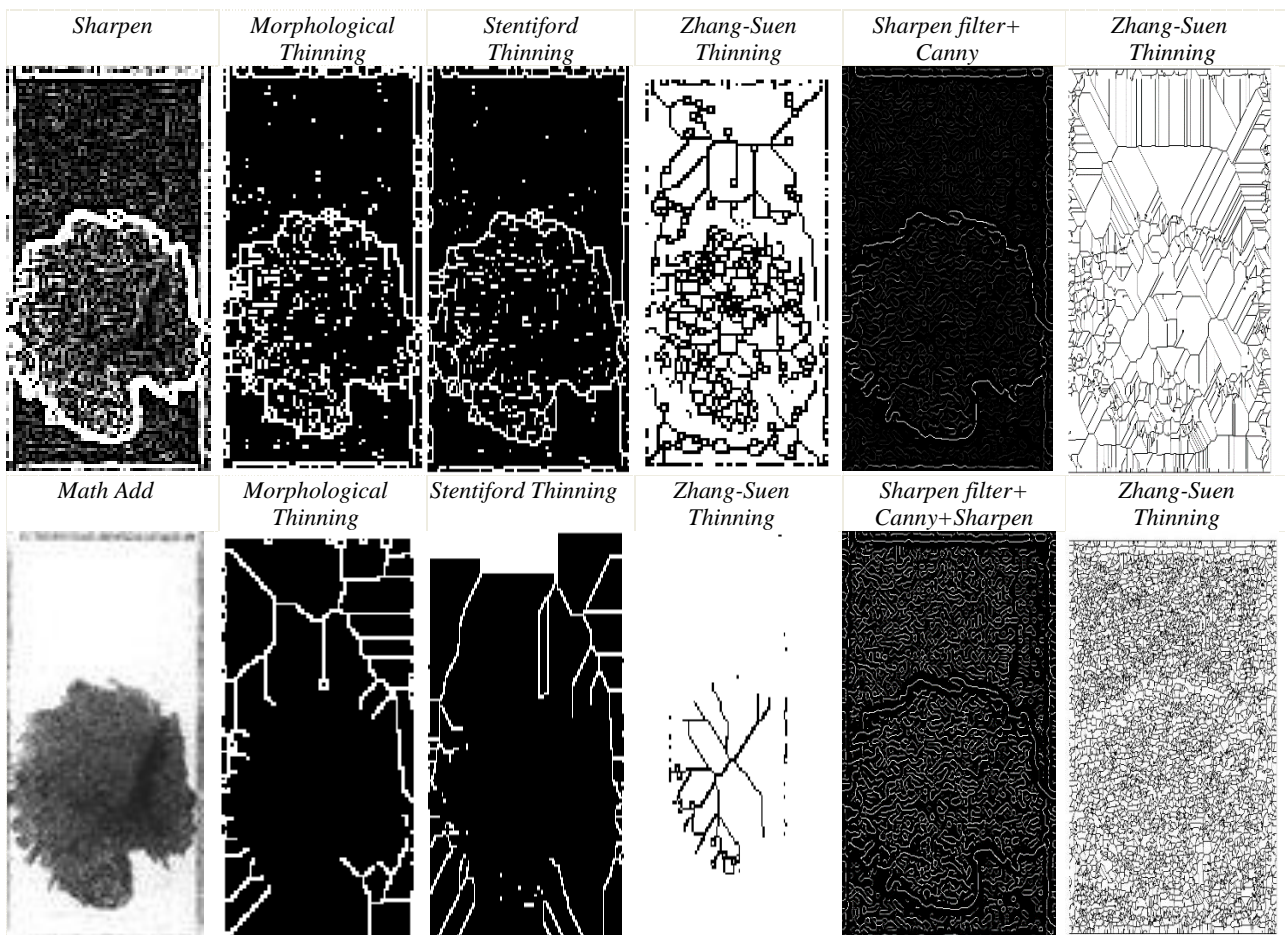 Sharpen
Morphological
Thinning
Stentiford
Thinning
Zhang-Suen
Thinning
Sharpen filter+
Canny
Zhang-Suen
Thinning
Math Add
Morphological
Thinning
Stentiford Thinning
Zhang-Suen
Thinning
Sharpen filter+
Canny+Sharpen
Zhang-Suen
Thinning